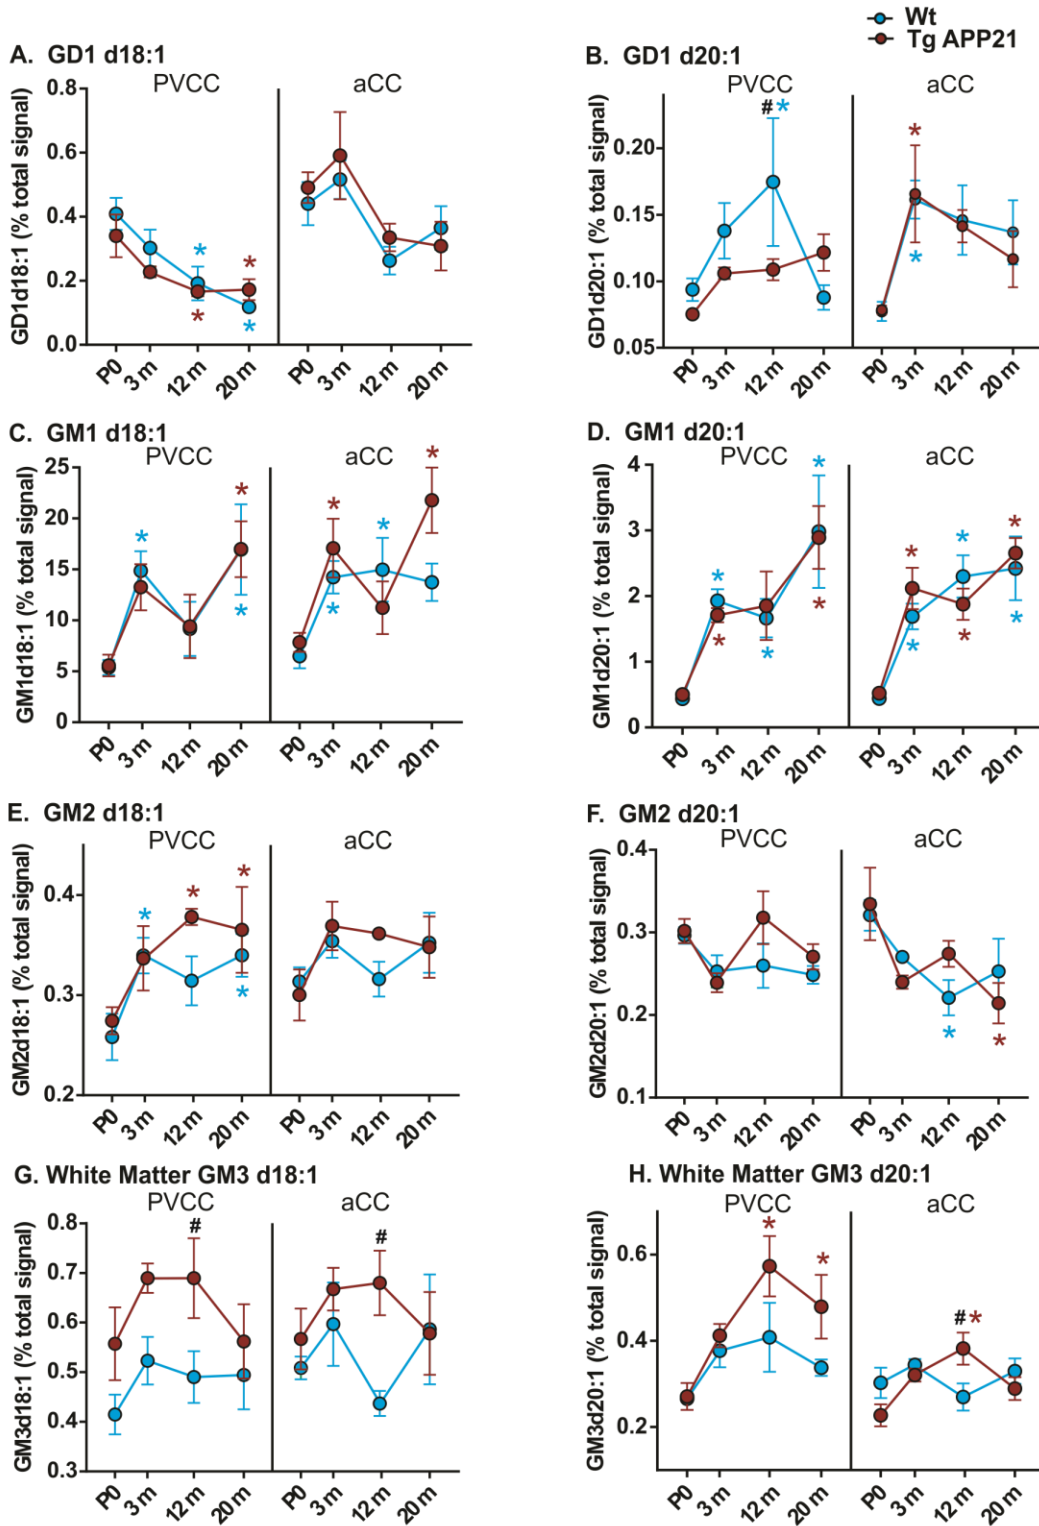 Wt
Tg APP21
A. GD1 d18:1
PVCC
aCC
GD1d18:1 (% total signal)
0.8
0.6
0.4
0.2
0.0
*
*
*
*
P0
3 m
12 m
20 m
P0
3 m
12 m
20 m
B. GD1 d20:1
PVCC
aCC
GD1d20:1 (% total signal)
0.20
0.15
0.10
0.05
# *
*
*
P0
3 m
12 m
20 m
P0
3 m
12 m
20 m
C. GM1 d18:1
PVCC
aCC
GM1d18:1 (% total signal)
25
20
15
10
5
0
*
*
*
*
*
*
*
P0
3 m
12 m
20 m
P0
3 m
12 m
20 m
D. GM1 d20:1
PVCC
aCC
GM1d20:1 (% total signal)
4
3
2
1
0
*
*
*
*
*
*
*
*
*
*
*
P0
3 m
12 m
20 m
P0
3 m
12 m
20 m
E. GM2 d18:1
PVCC
aCC
GM2d18:1 (% total signal)
0.4
0.3
0.2
*
*
*
*
P0
3 m
12 m
20 m
P0
3 m
12 m
20 m
F. GM2 d20:1
PVCC
aCC
GM2d20:1 (% total signal)
0.4
0.3
0.2
0.1
*
*
P0
3 m
12 m
20 m
P0
3 m
12 m
20 m
G. White Matter GM3 d18:1
PVCC
aCC
GM3d18:1 (% total signal)
0.8
0.7
0.6
0.5
0.4
0.3
#
#
P0
3 m
12 m
20 m
P0
3 m
12 m
20 m
H. White Matter GM3 d20:1
PVCC
aCC
GM3d20:1 (% total signal)
0.6
0.4
0.2
*
*
# *
P0
3 m
12 m
20 m
P0
3 m
12 m
20 m